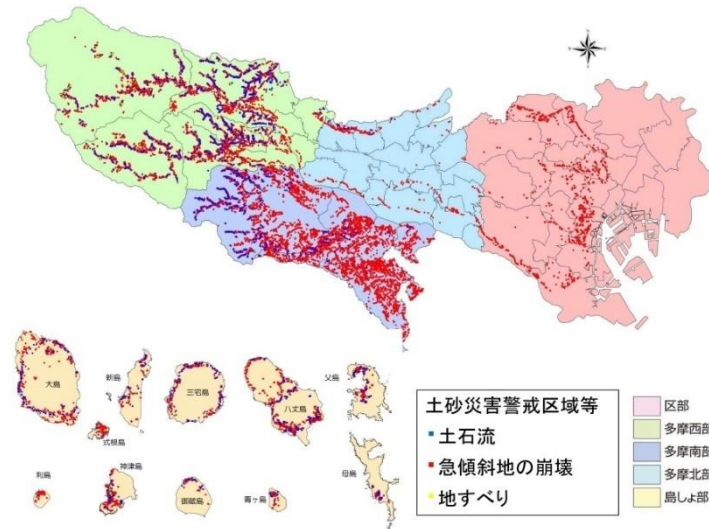 大島
新島
三宅島
八丈島
父島
式根島
利島
神津島
御蔵島
青ヶ島
母島
土砂災害警戒区域等
土石流
急傾斜地の崩壊
地すべり
区部
多摩西部
多摩南部
多摩北部
島しょ部